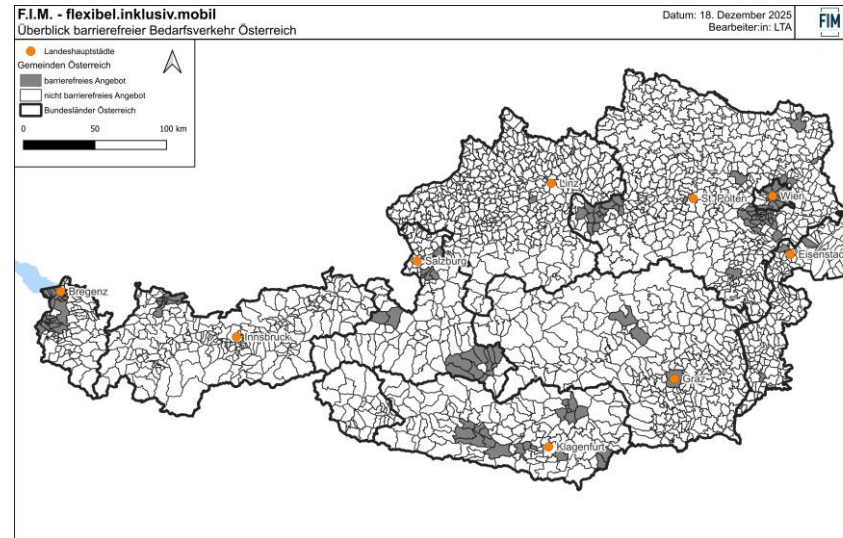 F.I.M. - flexibel.inklusiv.mobil
Überblick barrierefreier Bedarfsverkehr Österreich
Datum: 18. Dezember 2025
Bearbeiter:in: LTA
FIM
Landeshauptstädte
Gemeinden Österreich
barrierefreies Angebot
nicht barrierefreies Angebot
Bundesländer Österreich
0 50 100 km
Linz
St. Pölten
Wien
Eisenstad
Salzburg
Bregenz
Innsbruck
Graz
Klagenfurt